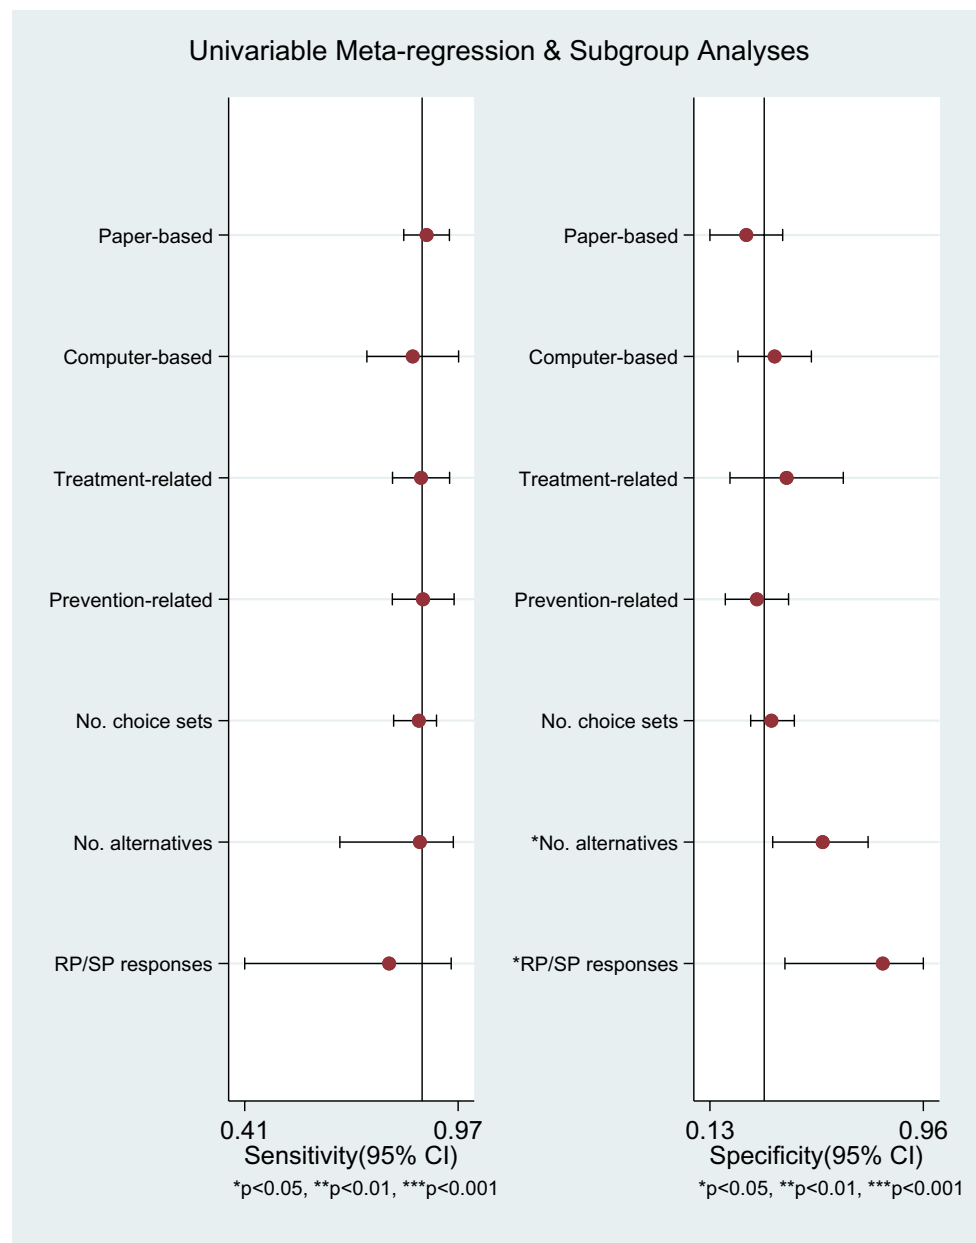 Univariable Meta-regression & Subgroup Analyses
Paper-based
Computer-based
Treatment-related
Prevention-related
No. choice sets
No. alternatives
RP/SP responses
0.41 0.97
Sensitivity(95% CI)
*p<0.05, **p<0.01, ***p<0.001
Paper-based
Computer-based
Treatment-related
Prevention-related
No. choice sets
*No. alternatives
*RP/SP responses
0.13 0.96
Specificity(95% CI)
*p<0.05, **p<0.01, ***p<0.001